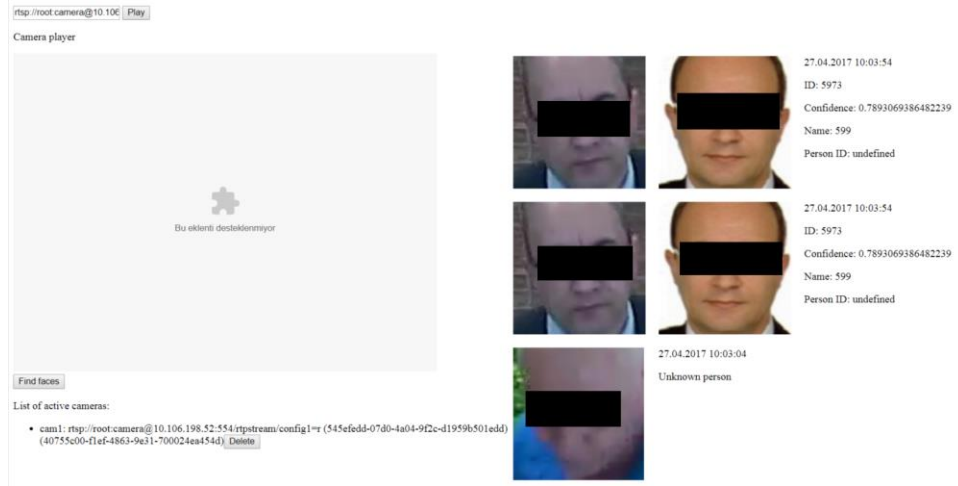 rtsp://root:camera@10.106 Play
Camera player
Bu eklenti desteklenmiyor
Find faces
List of active cameras:
cam1: rtsp://root:camera@10.106.198.52:554/rtpstream/config1=r (545efedd-07d0-4a04-9f2c-d1959b501edd)
(40755c00-f1ef-4863-9e31-700024ea454d) Delete
27.04.2017 10:03:54
ID: 5973
Confidence: 0.7893069386482239
Name: 599
Person ID: undefined
27.04.2017 10:03:54
ID: 5973
Confidence: 0.7893069386482239
Name: 599
Person ID: undefined
27.04.2017 10:03:04
Unknown person